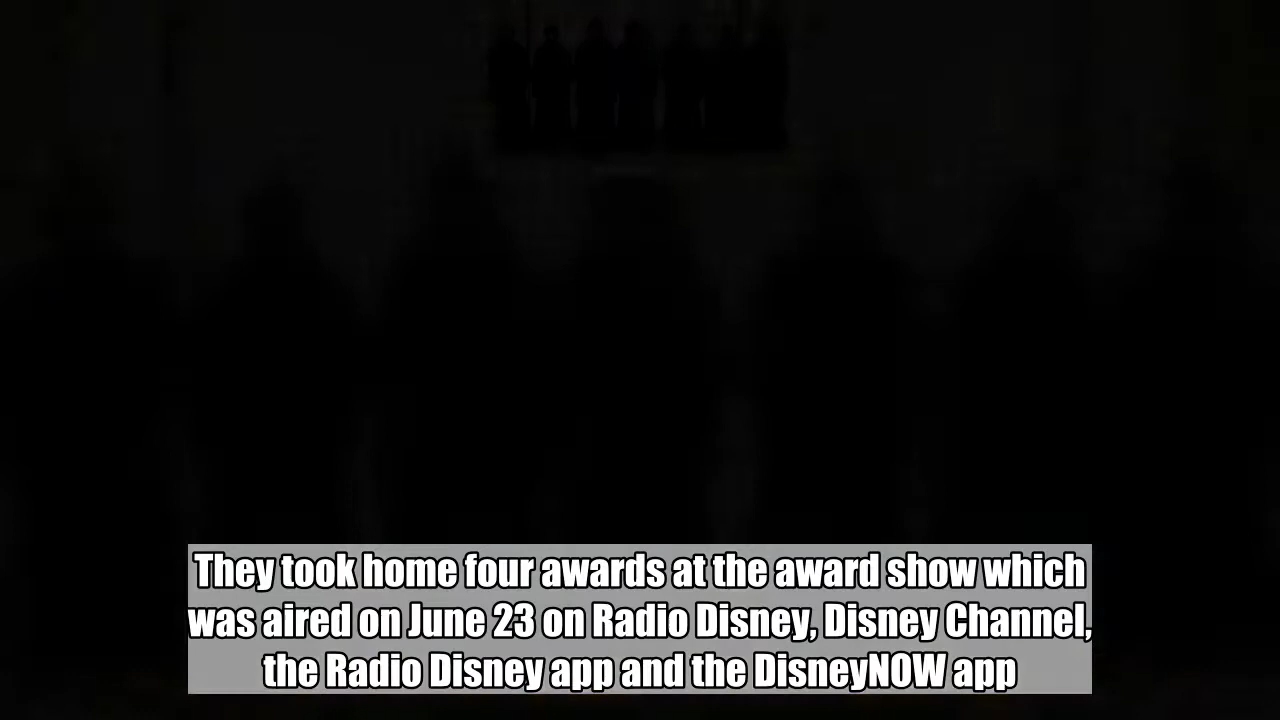 They took home four awards at the award show which
was aired on June 23 on Radio Disney, Disney Channel,
the Radio Disney app and the DisneyNOW app